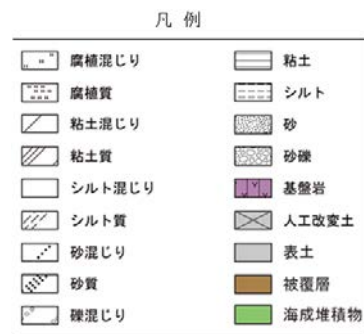 凡 例
腐植混じり
腐植質
粘土混じり
粘土質
シルト混じり
シルト質
砂混じり
砂質
礫混じり
粘土
シルト
砂
砂礫
基盤岩
人工改変土
表土
被覆層
海成堆積物